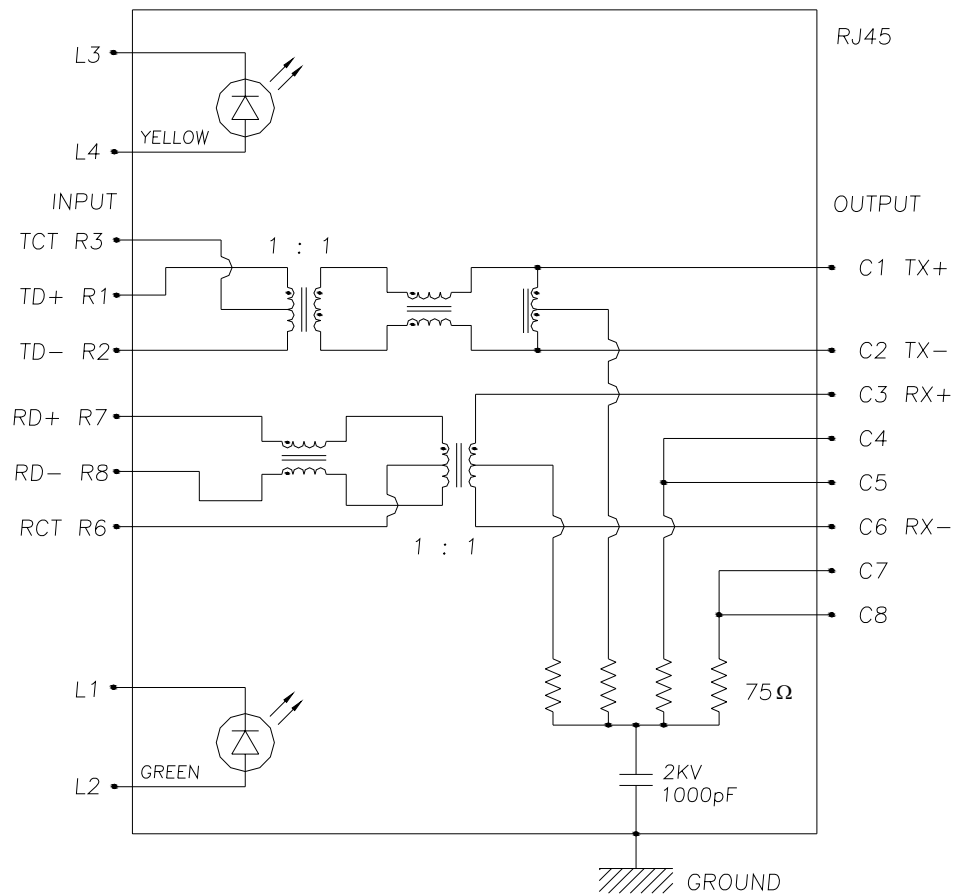 RJ45
L3
YELLOW
L4
INPUT
OUTPUT
TCT R3
1 : 1
C1 TX+
TD+ R1
TD- R2
C2 TX-
C3 RX+
RD+ R7
C4
RD- R8
C5
RCT R6
C6 RX-
1 : 1
C7
C8
L1
75Ω
GREEN
L2
2KV
1000pF
GROUND